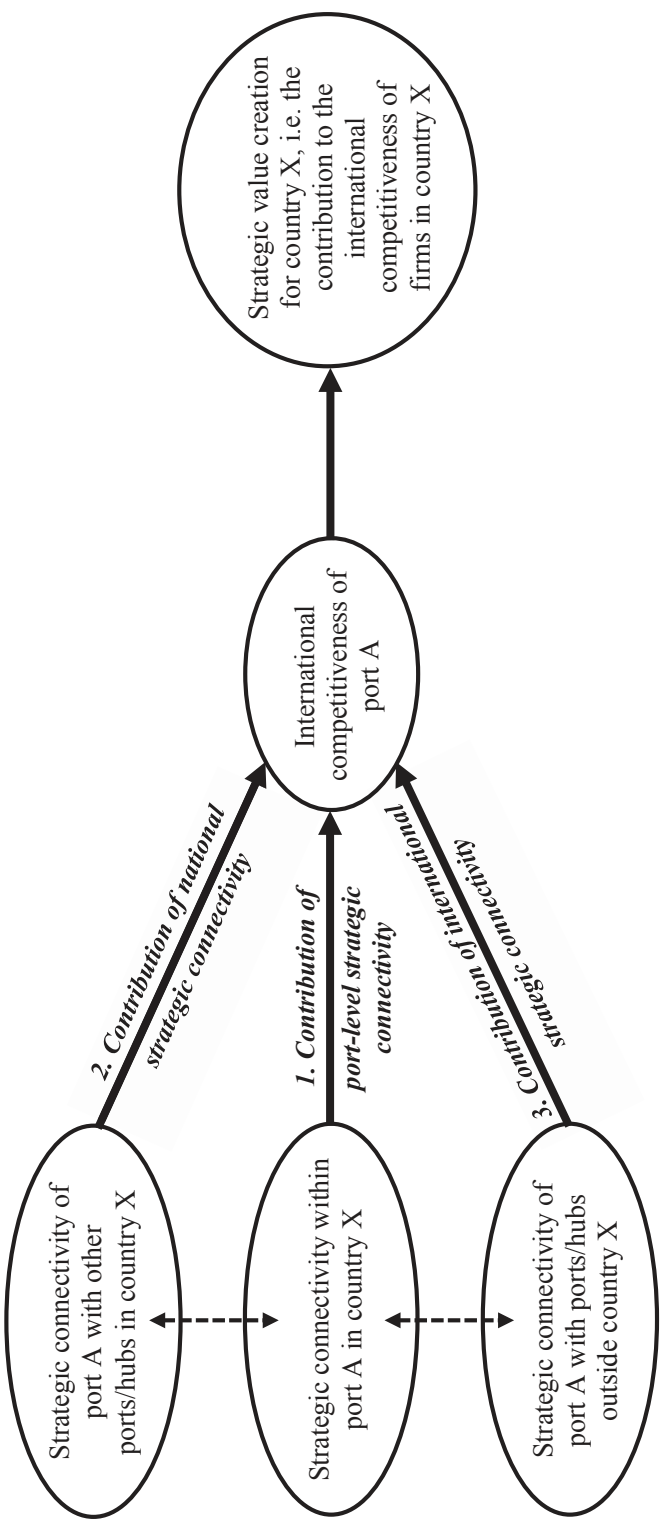 Strategic connectivity of
port A with other
ports/hubs in country X
2. Contribution of national
strategic connectivity
Strategic connectivity within
port A in country X
1. Contribution of
port-level strategic
connectivity
Strategic connectivity of
port A with ports/hubs
outside country X
3. Contribution of international
strategic connectivity
International
competitiveness of
port A
Strategic value creation
for country X, i.e. the
contribution to the
international
competitiveness of
firms in country X